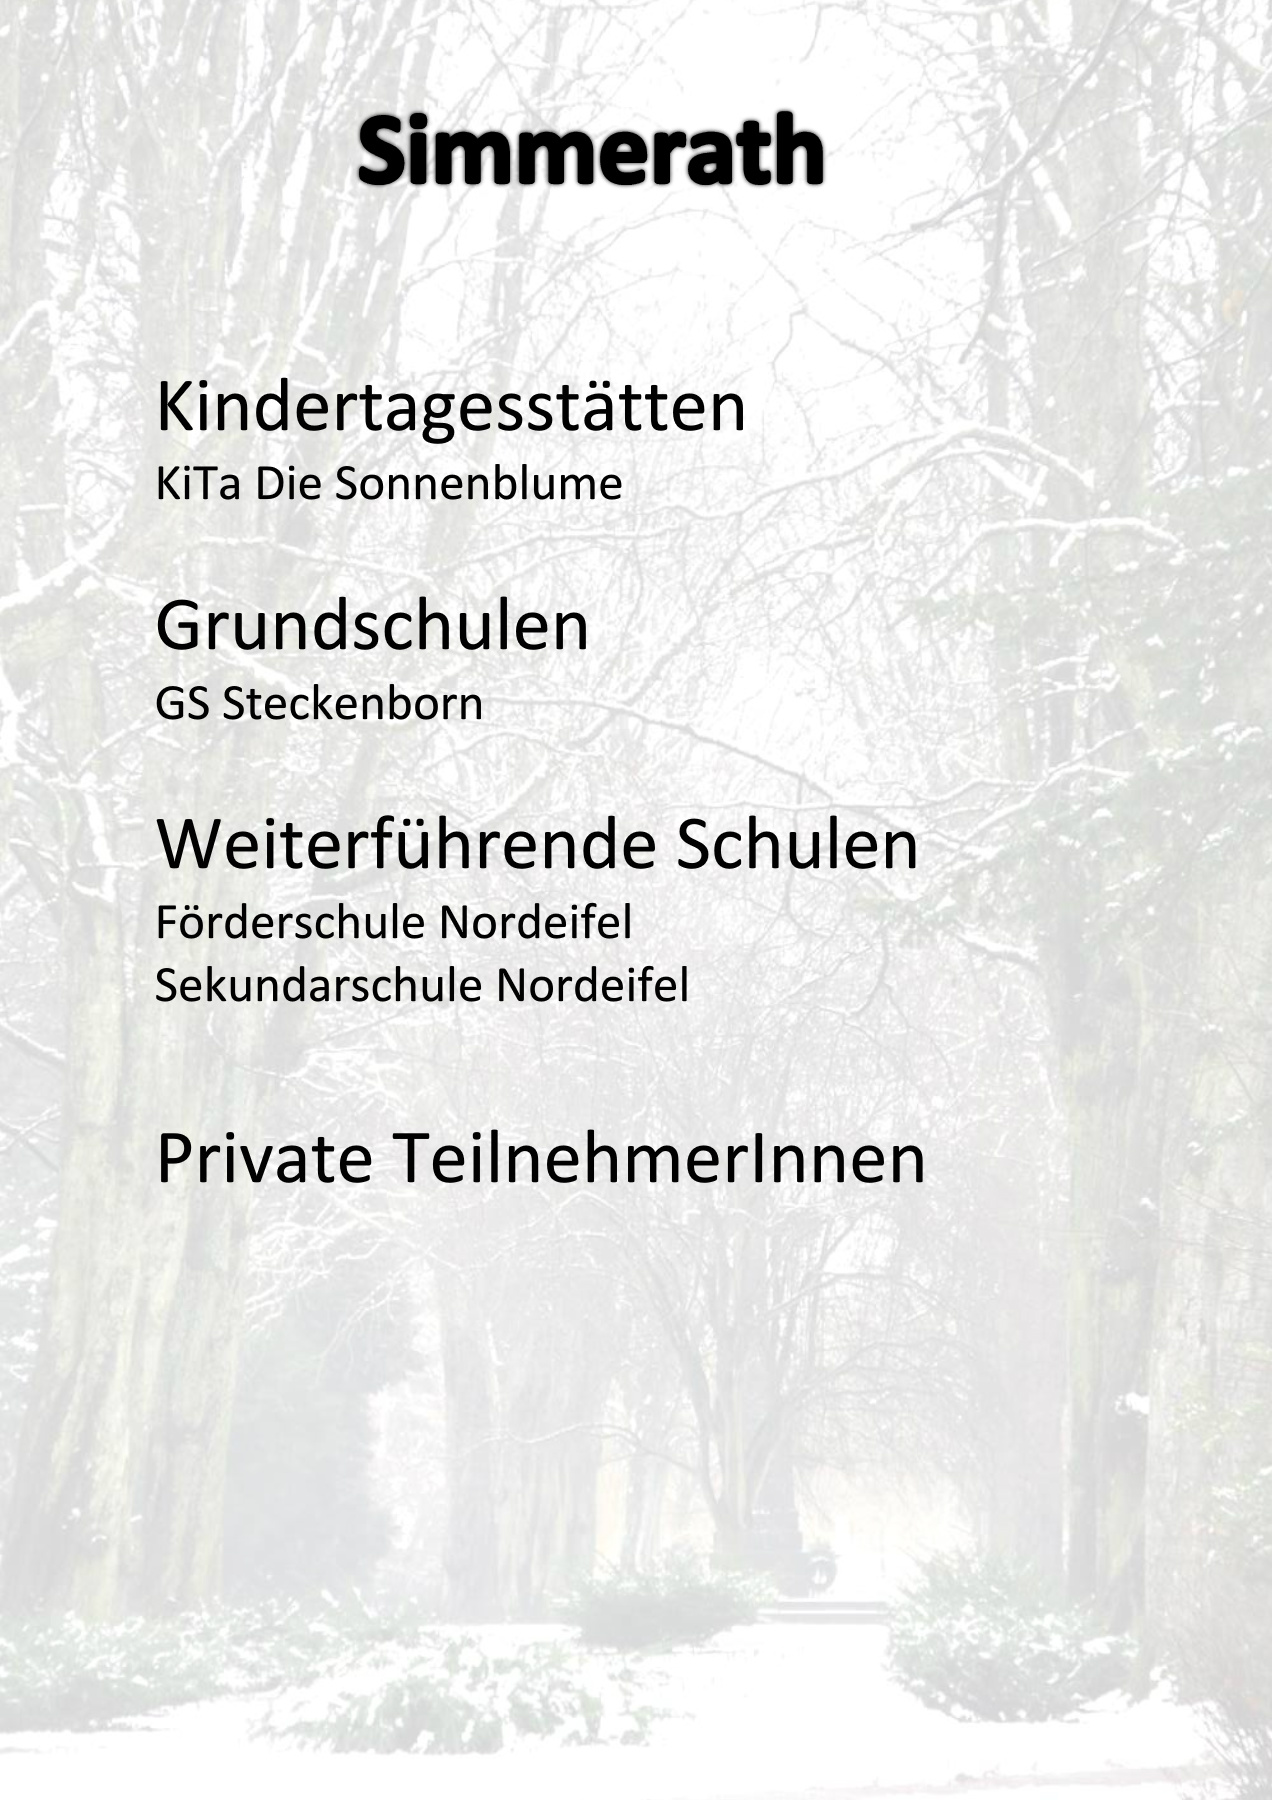 Simmerath
Kindertagesstätten
KiTa Die Sonnenblume
Grundschulen
GS Steckenborn
Weiterführende Schulen
Förderschule Nordeifel
Sekundarschule Nordeifel
Private TeilnehmerInnen